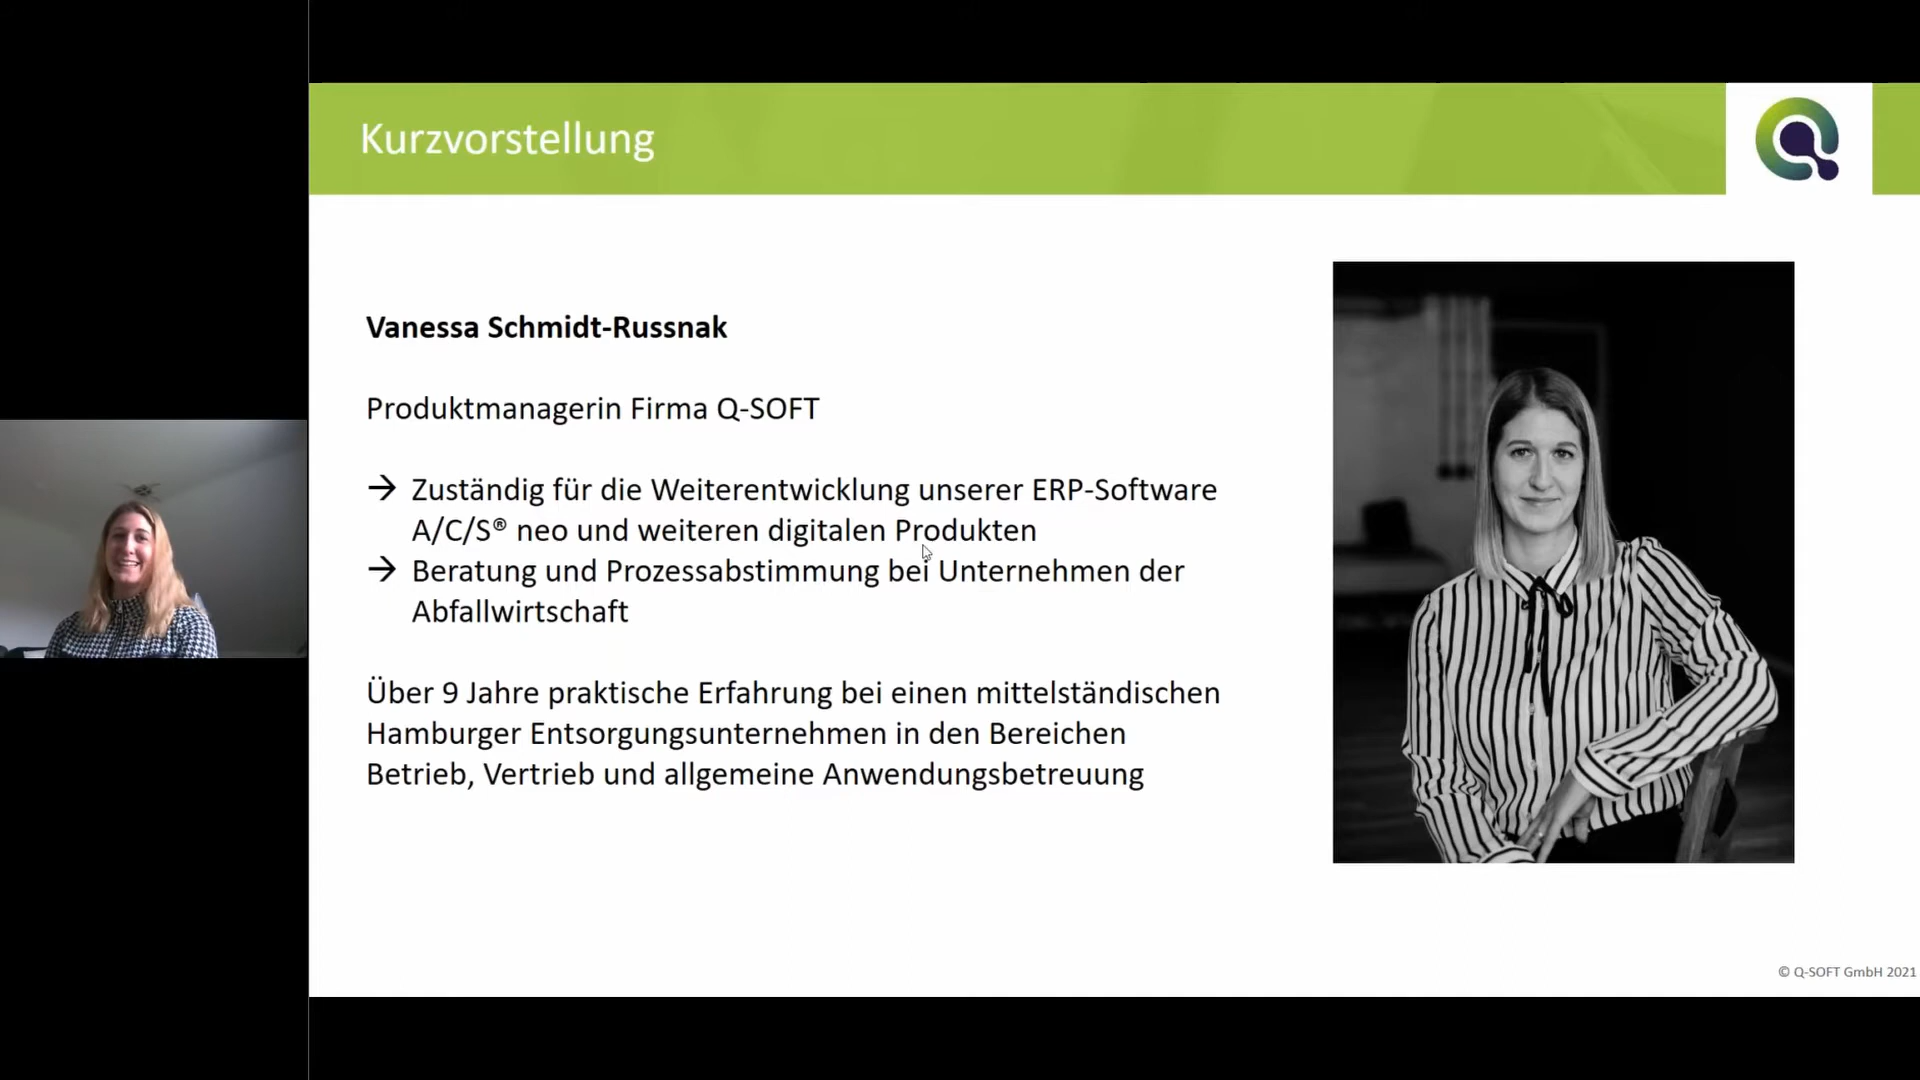 Kurzvorstellung
Vanessa Schmidt-Russnak
Produktmanagerin Firma Q-SOFT
→ Zuständig für die Weiterentwicklung unserer ERP-Software
A/C/S® neo und weiteren digitalen Produkten
→ Beratung und Prozessabstimmung bei Unternehmen der
Abfallwirtschaft
Über 9 Jahre praktische Erfahrung bei einen mittelständischen
Hamburger Entsorgungsunternehmen in den Bereichen
Betrieb, Vertrieb und allgemeine Anwendungsbetreuung
© Q-SOFT GmbH 2021